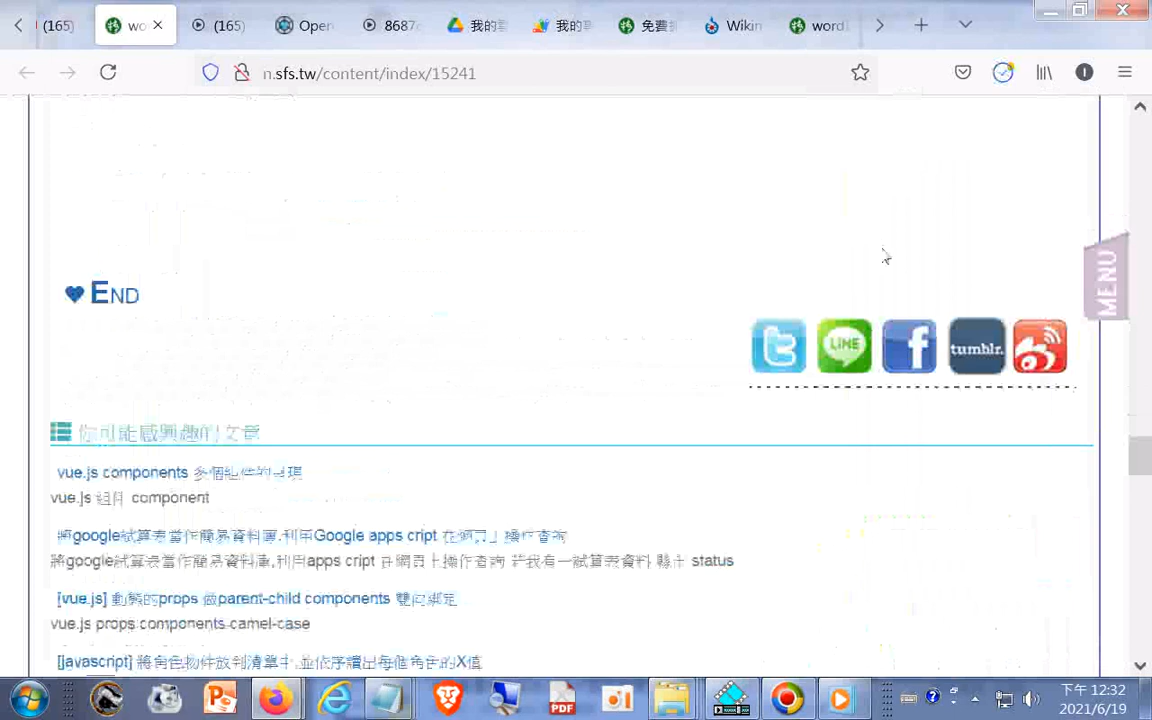 (165)
wo
(165)
Open
8687
我的雲
我的
免費
Wikin
word
n.sfs.tw/content/index/15241
MENU
END
LINE
tumblr.
你可能感興趣的文章
vue.js components 多個組件的呈現
vue.js 組件 component
將google試算表當作簡易資料庫,利用Google apps cript 在網頁上操作查詢
將google試算表當作簡易資料庫,利用apps cript 在網頁上操作查詢 若我有一試算表資料 縣市 status
[vue.js] 動態的props 做parent-child components 雙向綁定
vue.js props components camel-case
[javascript] 將角色物件放到清單中,並依序讀出每個角色的X值
PDF
下午 12:32
2021/6/19